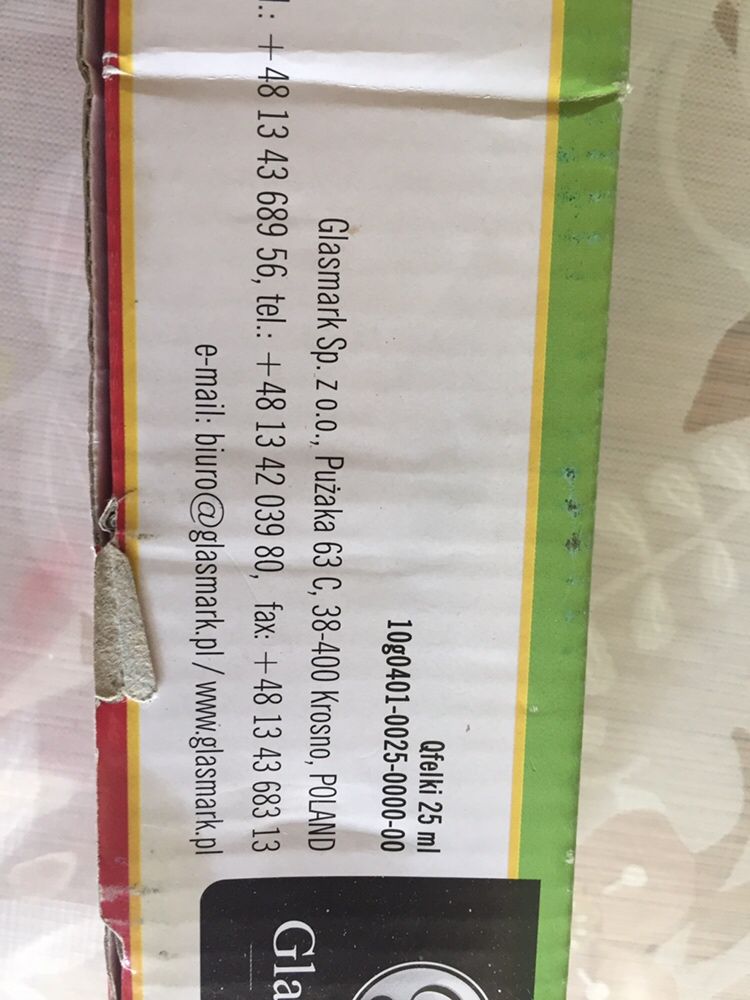 Qfelki 25 ml
10g0401-0025-0000-00
Glasmark Sp. z o.o., Pużaka 63 C, 38-400 Krosno, POLAND
.: +48 13 43 689 56, tel.: +48 13 42 039 80, fax: +48 13 43 683 13
e-mail: biuro@glasmark.pl / www.glasmark.pl
Gla